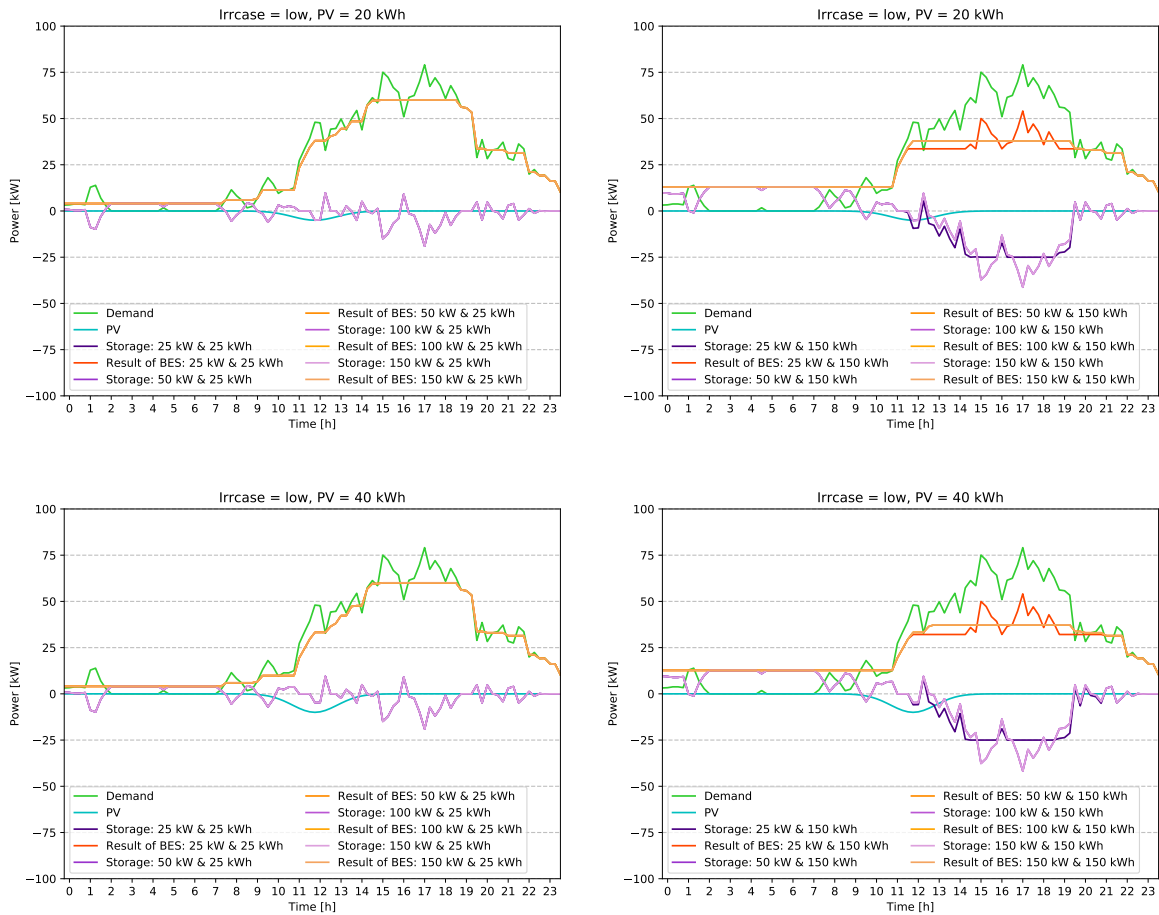 Irrcase = low, PV = 20 kWh
100
75
50
25
0
−25
−50
−75
−100
Power [kW]
Demand
PV
Storage: 25 kW & 25 kWh
Result of BES: 25 kW & 25 kWh
Storage: 50 kW & 25 kWh
Result of BES: 50 kW & 25 kWh
Storage: 100 kW & 25 kWh
Result of BES: 100 kW & 25 kWh
Storage: 150 kW & 25 kWh
Result of BES: 150 kW & 25 kWh
0 1 2 3 4 5 6 7 8 9 10 11 12 13 14 15 16 17 18 19 20 21 22 23
Time [h]
Irrcase = low, PV = 20 kWh
100
75
50
25
0
−25
−50
−75
−100
Power [kW]
Demand
PV
Storage: 25 kW & 150 kWh
Result of BES: 25 kW & 150 kWh
Storage: 50 kW & 150 kWh
Result of BES: 50 kW & 150 kWh
Storage: 100 kW & 150 kWh
Result of BES: 100 kW & 150 kWh
Storage: 150 kW & 150 kWh
Result of BES: 150 kW & 150 kWh
0 1 2 3 4 5 6 7 8 9 10 11 12 13 14 15 16 17 18 19 20 21 22 23
Time [h]
Irrcase = low, PV = 40 kWh
100
75
50
25
0
−25
−50
−75
−100
Power [kW]
Demand
PV
Storage: 25 kW & 25 kWh
Result of BES: 25 kW & 25 kWh
Storage: 50 kW & 25 kWh
Result of BES: 50 kW & 25 kWh
Storage: 100 kW & 25 kWh
Result of BES: 100 kW & 25 kWh
Storage: 150 kW & 25 kWh
Result of BES: 150 kW & 25 kWh
0 1 2 3 4 5 6 7 8 9 10 11 12 13 14 15 16 17 18 19 20 21 22 23
Time [h]
Irrcase = low, PV = 40 kWh
100
75
50
25
0
−25
−50
−75
−100
Power [kW]
Demand
PV
Storage: 25 kW & 150 kWh
Result of BES: 25 kW & 150 kWh
Storage: 50 kW & 150 kWh
Result of BES: 50 kW & 150 kWh
Storage: 100 kW & 150 kWh
Result of BES: 100 kW & 150 kWh
Storage: 150 kW & 150 kWh
Result of BES: 150 kW & 150 kWh
0 1 2 3 4 5 6 7 8 9 10 11 12 13 14 15 16 17 18 19 20 21 22 23
Time [h]